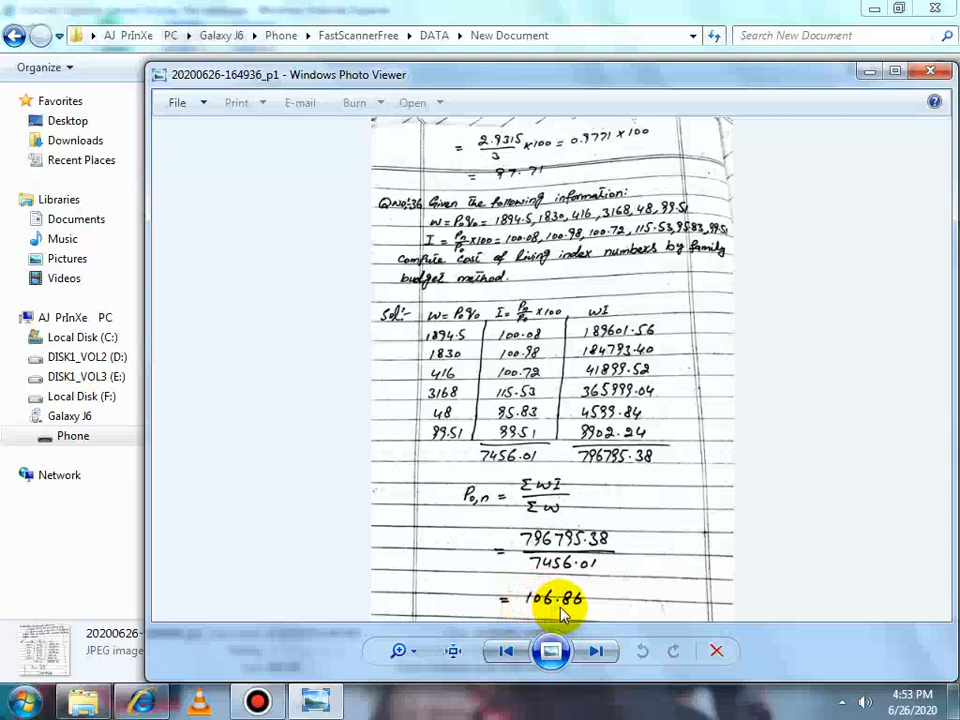 AJ PrInXe PC ▸ Galaxy J6 ▸ Phone ▸ FastScannerFree ▸ DATA ▸ New Document
Search New Document
Organize
20200626-164936_p1 - Windows Photo Viewer
File Print E-mail Burn Open
Favorites
Desktop
Downloads
Recent Places
Libraries
Documents
Music
Pictures
Videos
AJ PrInXe PC
Local Disk (C:)
DISK1_VOL2 (D:)
DISK1_VOL3 (E:)
Local Disk (F:)
Galaxy J6
Phone
Network
= 2.9315/3 ×100 = 0.9771 ×100
= 97.71
QNo:36 Given the following information:
W = P₀q₀ = 1894.5, 1830, 416, 3168, 48, 99.51
I = Pn/P₀ ×100 = 100.08, 100.98, 100.72, 115.53, 95.83, 99.51
compute cost of living index numbers by family
budget method.
Sol:- W = P₀q₀ I = Pn/P₀ ×100 WI
1894.5 100.08 189601.56
1830 100.98 184793.40
416 100.72 41899.52
3168 115.53 365999.04
48 95.83 4599.84
99.51 99.51 9902.24
7456.01 796795.38
P₀,n = ΣWI
ΣW
= 796795.38
7456.01
= 106.86
20200626
JPEG image
4:53 PM
6/26/2020